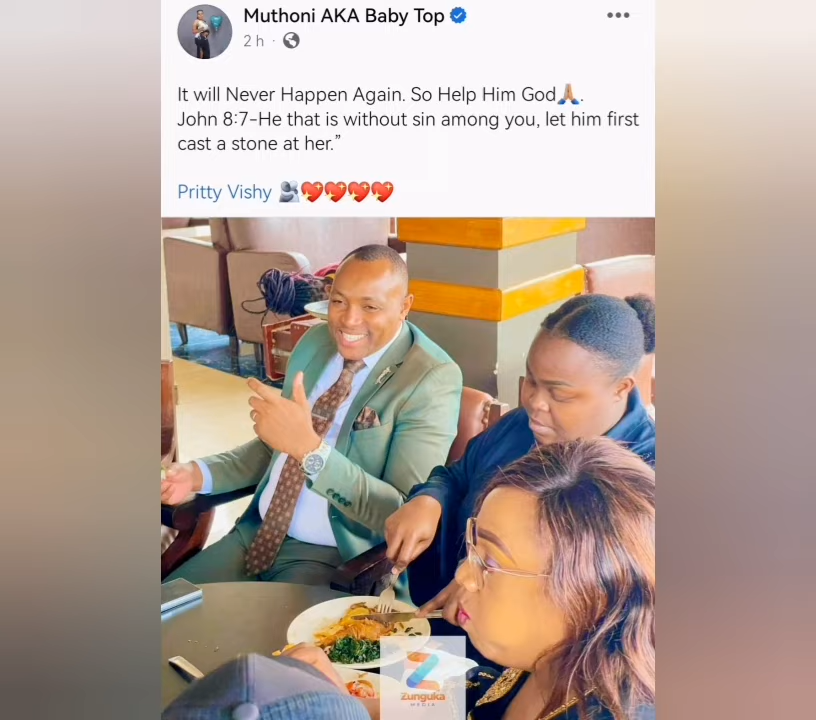 Muthoni AKA Baby Top
2 h ·
It will Never Happen Again. So Help Him God🙏🏽.
John 8:7-He that is without sin among you, let him first
cast a stone at her.”
Pritty Vishy 🫂💖💖💖💖
Zunguka
MEDIA